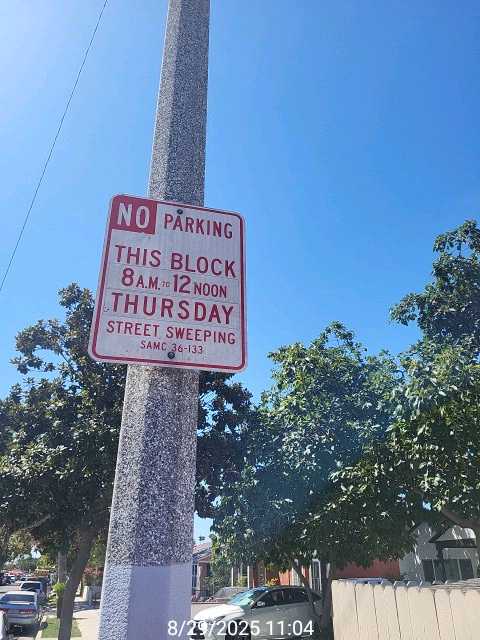 NO PARKING
THIS BLOCK
8 A.M. TO 12 NOON
THURSDAY
STREET SWEEPING
SAMC 36-133
8/29/2025 11:04